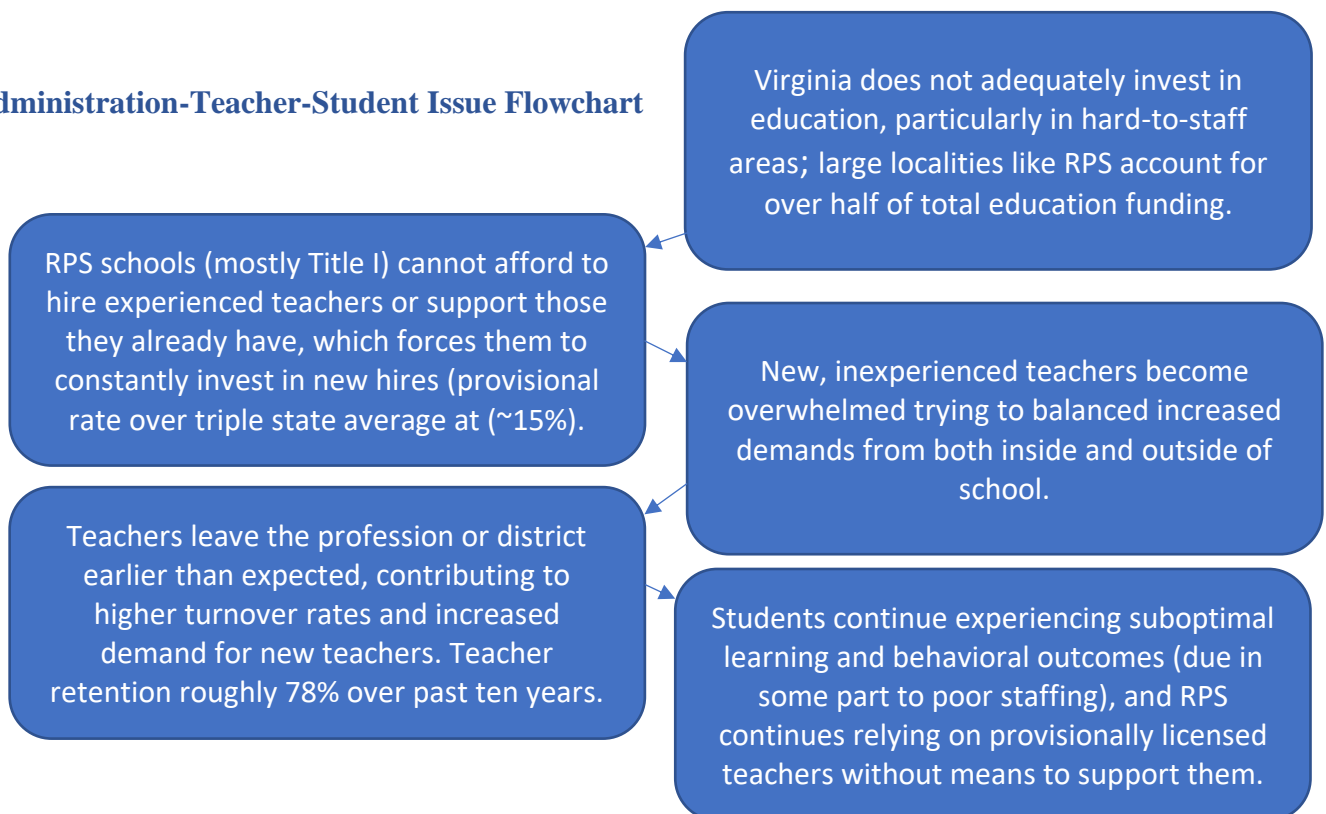 dministration-Teacher-Student Issue Flowchart
Virginia does not adequately invest in
education, particularly in hard-to-staff
areas; large localities like RPS account for
over half of total education funding.
RPS schools (mostly Title I) cannot afford to
hire experienced teachers or support those
they already have, which forces them to
constantly invest in new hires (provisional
rate over triple state average at (~15%).
New, inexperienced teachers become
overwhelmed trying to balanced increased
demands from both inside and outside of
school.
Teachers leave the profession or district
earlier than expected, contributing to
higher turnover rates and increased
demand for new teachers. Teacher
retention roughly 78% over past ten years.
Students continue experiencing suboptimal
learning and behavioral outcomes (due in
some part to poor staffing), and RPS
continues relying on provisionally licensed
teachers without means to support them.